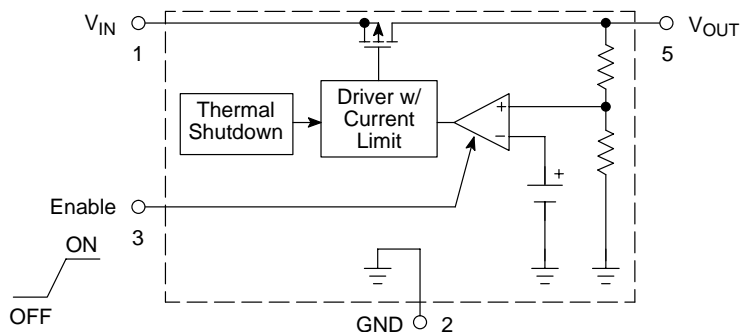 VIN
1
VOUT
5
Thermal
Shutdown
Driver w/
Current
Limit
+
−
+
Enable
3
ON
OFF
GND
2